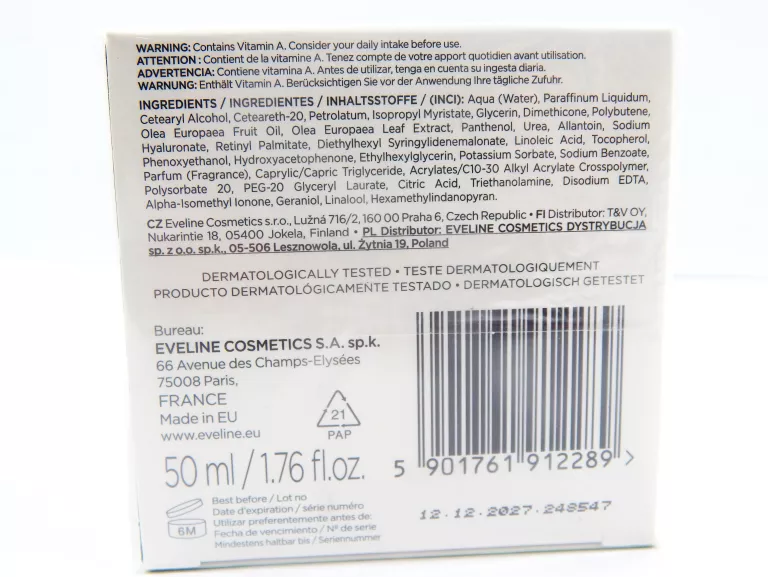 WARNING: Contains Vitamin A. Consider your daily intake before use.
ATTENTION : Contient de la vitamine A. Tenez compte de votre apport quotidien avant utilisation.
ADVERTENCIA: Contiene vitamina A. Antes de utilizar, tenga en cuenta su ingesta diaria.
WARNUNG: Enthält Vitamin A. Berücksichtigen Sie vor der Anwendung Ihre tägliche Zufuhr.
INGREDIENTS / INGREDIENTES / INHALTSSTOFFE / (INCI): Aqua (Water), Paraffinum Liquidum,
Cetearyl Alcohol, Ceteareth-20, Petrolatum, Isopropyl Myristate, Glycerin, Dimethicone, Polybutene,
Olea Europaea Fruit Oil, Olea Europaea Leaf Extract, Panthenol, Urea, Allantoin, Sodium
Hyaluronate, Retinyl Palmitate, Diethylhexyl Syringylidenemalonate, Linoleic Acid, Tocopherol,
Phenoxyethanol, Hydroxyacetophenone, Ethylhexylglycerin, Potassium Sorbate, Sodium Benzoate,
Parfum (Fragrance), Caprylic/Capric Triglyceride, Acrylates/C10-30 Alkyl Acrylate Crosspolymer,
Polysorbate 20, PEG-20 Glyceryl Laurate, Citric Acid, Triethanolamine, Disodium EDTA,
Alpha-Isomethyl Ionone, Geraniol, Linalool, Hexamethylindanopyran.
CZ Eveline Cosmetics s.r.o., Lužná 716/2, 160 00 Praha 6, Czech Republic • FI Distributor: T&V OY,
Nukarintie 18, 05400 Jokela, Finland • PL Distributor: EVELINE COSMETICS DYSTRYBUCJA
sp. z o.o. sp.k., 05-506 Lesznowola, ul. Żytnia 19, Poland
DERMATOLOGICALLY TESTED • TESTE DERMATOLOGIQUEMENT
PRODUCTO DERMATOLÓGICAMENTE TESTADO • DERMATOLOGISCH GETESTET
Bureau:
EVELINE COSMETICS S.A. sp.k.
66 Avenue des Champs-Elysées
75008 Paris,
FRANCE
Made in EU
www.eveline.eu
21
PAP
50 ml / 1.76 fl.oz.
5 901761 912289 >
6M
Best before / Lot no
Date d'expiration / série numéro
Utilizar preferentemente antes de:
Fecha de vencimiento / Nº de serie
Mindestens haltbar bis / Seriennummer
12.12.2027.248547